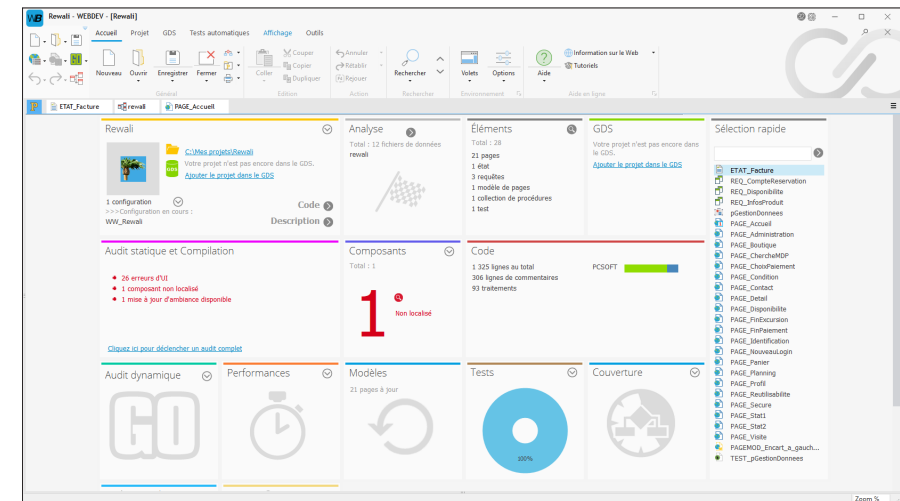 WB Rewali - WEBDEV - [Rewali]
Accueil Projet GDS Tests automatiques Affichage Outils
Nouveau Ouvrir Enregistrer Fermer
Général
Coller Couper
Copier
Dupliquer
Edition
Annuler
Rétablir
Rejouer
Action
Rechercher
Rechercher
Volets Options
Environnement
Aide Information sur le Web
Tutoriels
Aide en ligne
ETAT_Facture rewali PAGE_Accueil
Rewali
C:\Mes projets\Rewali
Votre projet n'est pas encore dans le GDS.
GDS
Ajouter le projet dans le GDS
1 configuration
>>>Configuration en cours :
WW_Rewali
Code
Description
Analyse
Total : 12 fichiers de données
rewali
Éléments
Total : 28
21 pages
1 état
3 requêtes
1 modèle de pages
1 collection de procédures
1 test
GDS
Votre projet n'est pas encore dans
le GDS.
Ajouter le projet dans le GDS
Audit statique et Compilation
26 erreurs d'UI
1 composant non localisé
1 mise à jour d'ambiance disponible
Cliquez ici pour déclencher un audit complet
Composants
Total : 1
1
Non localisé
Code
1 325 lignes au total
306 lignes de commentaires
93 traitements
PCSOFT
Audit dynamique
GO
Performances
Modèles
21 pages à jour
Tests
100%
Couverture
Sélection rapide
ETAT_Facture
REQ_CompteReservation
REQ_Disponibilite
REQ_InfosProduit
pGestionDonnees
PAGE_Accueil
PAGE_Administration
PAGE_Boutique
PAGE_ChercheMDP
PAGE_ChoixPaiement
PAGE_Condition
PAGE_Contact
PAGE_Detail
PAGE_Disponibilite
PAGE_FinExcursion
PAGE_FinPaiement
PAGE_Identification
PAGE_NouveauLogin
PAGE_Panier
PAGE_Planning
PAGE_Profil
PAGE_Reutilisabilite
PAGE_Secure
PAGE_Stat1
PAGE_Stat2
PAGE_Visite
PAGEMOD_Encart_a_gauch...
TEST_pGestionDonnees
Zoom %